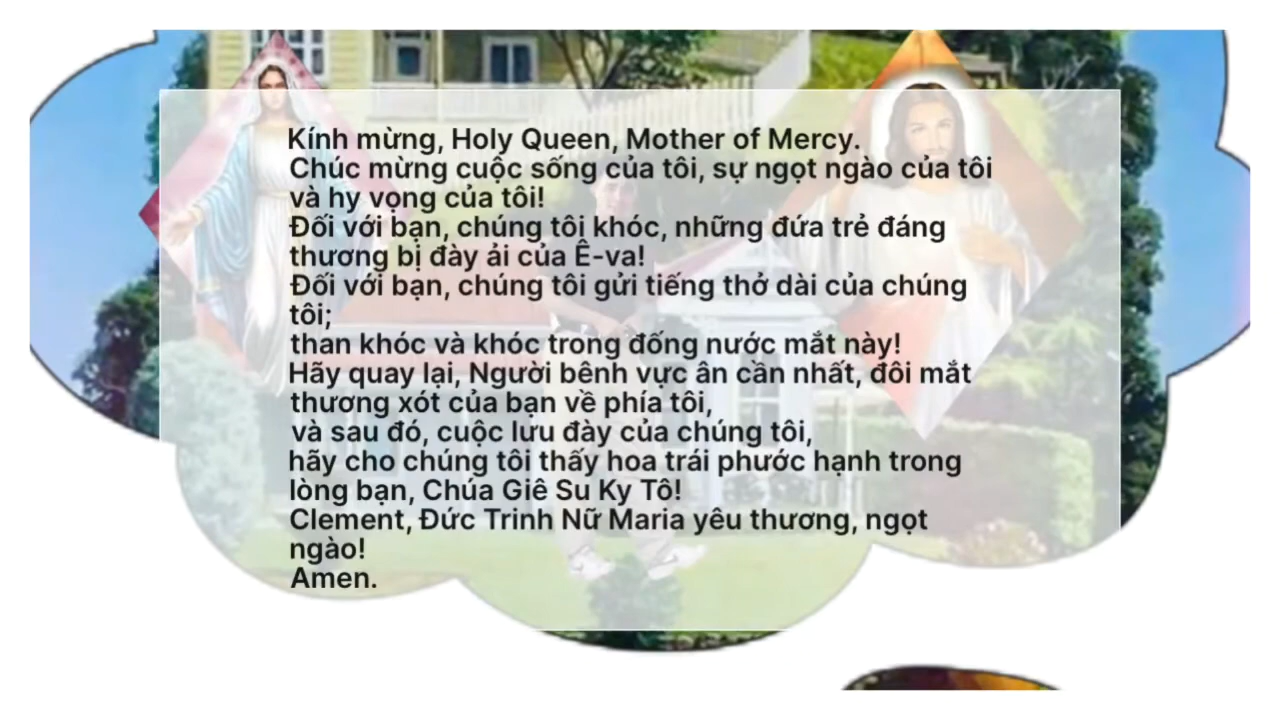 Kính mừng, Holy Queen, Mother of Mercy.
Chúc mừng cuộc sống của tôi, sự ngọt ngào của tôi
và hy vọng của tôi!
Đối với bạn, chúng tôi khóc, những đứa trẻ đáng
thương bị đày ải của Ê-va!
Đối với bạn, chúng tôi gửi tiếng thở dài của chúng
tôi;
than khóc và khóc trong đống nước mắt này!
Hãy quay lại, Người bênh vực ân cần nhất, đôi mắt
thương xót của bạn về phía tôi,
và sau đó, cuộc lưu đày của chúng tôi,
hãy cho chúng tôi thấy hoa trái phước hạnh trong
lòng bạn, Chúa Giê Su Ky Tô!
Clement, Đức Trinh Nữ Maria yêu thương, ngọt
ngào!
Amen.